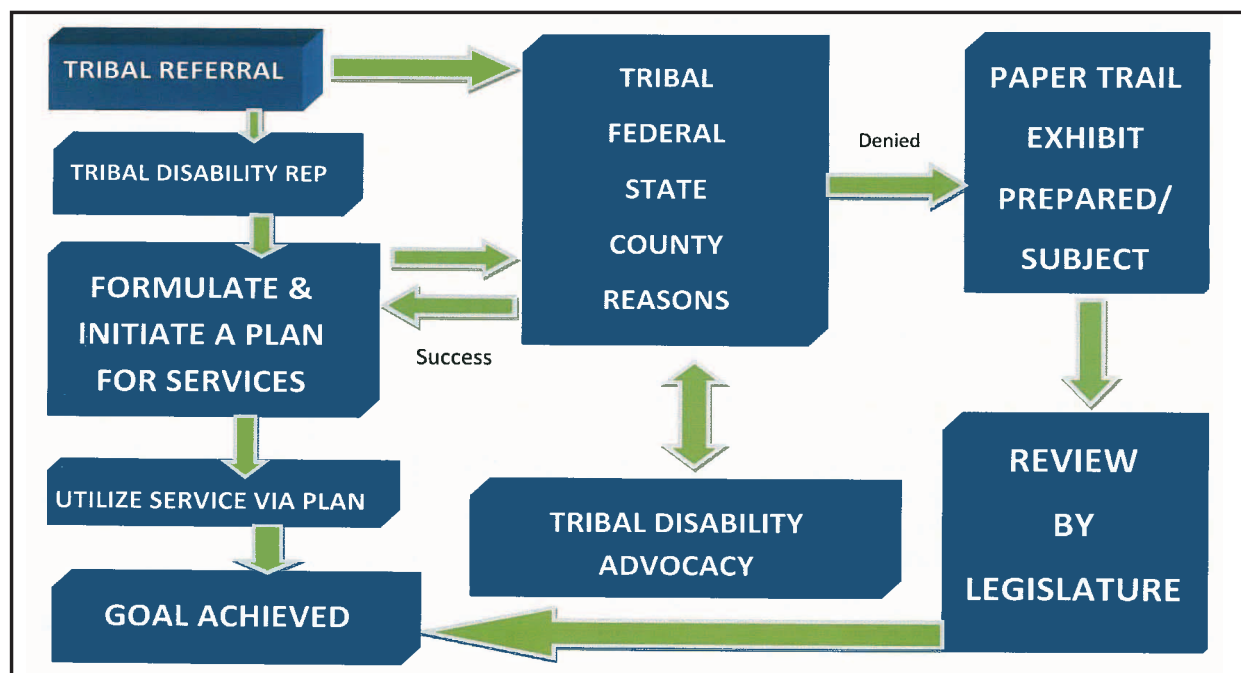 TRIBAL REFERRAL
TRIBAL DISABILITY REP
FORMULATE &
INITIATE A PLAN
FOR SERVICES
UTILIZE SERVICE VIA PLAN
GOAL ACHIEVED
TRIBAL
FEDERAL
STATE
COUNTY
REASONS
Success
TRIBAL DISABILITY
ADVOCACY
Denied
PAPER TRAIL
EXHIBIT
PREPARED/
SUBJECT
REVIEW
BY
LEGISLATURE